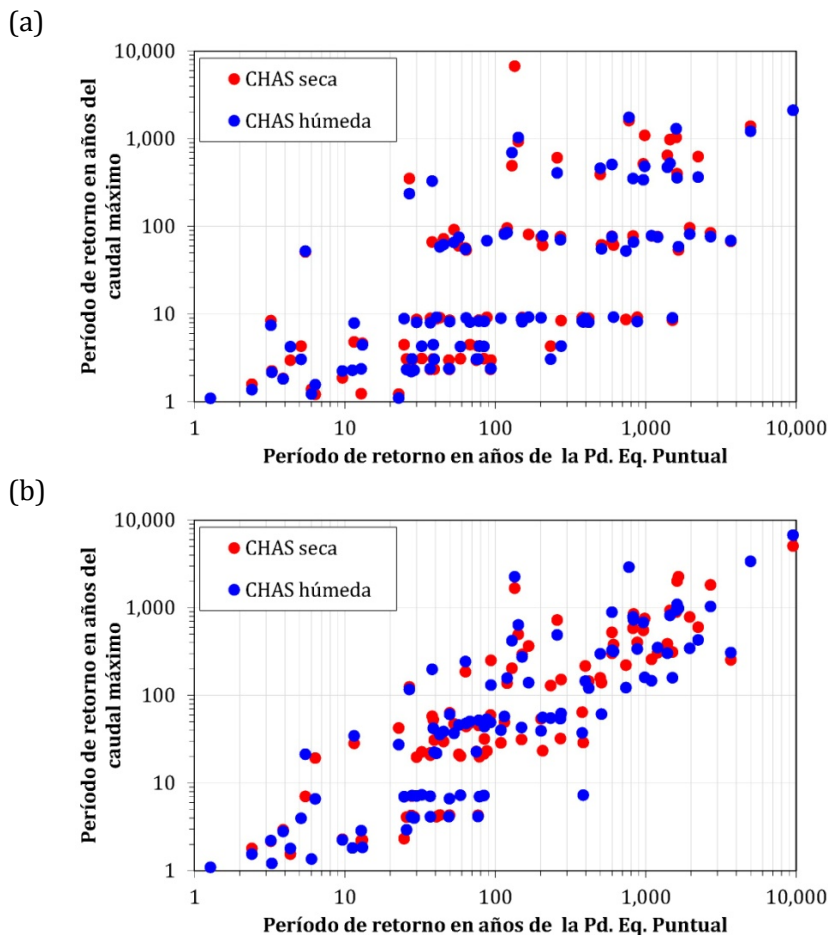 (a)
10,000
CHAS seca
CHAS húmeda
1,000
100
10
1
Período de retorno en años del
caudal máximo
1 10 100 1,000 10,000
Período de retorno en años de la Pd. Eq. Puntual
(b)
10,000
CHAS seca
CHAS húmeda
1,000
100
10
1
Período de retorno en años del
caudal máximo
1 10 100 1,000 10,000
Período de retorno en años de la Pd. Eq. Puntual